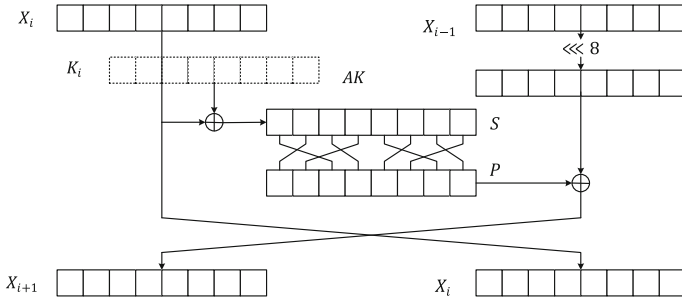 X_i
X_{i−1}
⋘ 8
K_i
AK
S
P
X_{i+1}
X_i